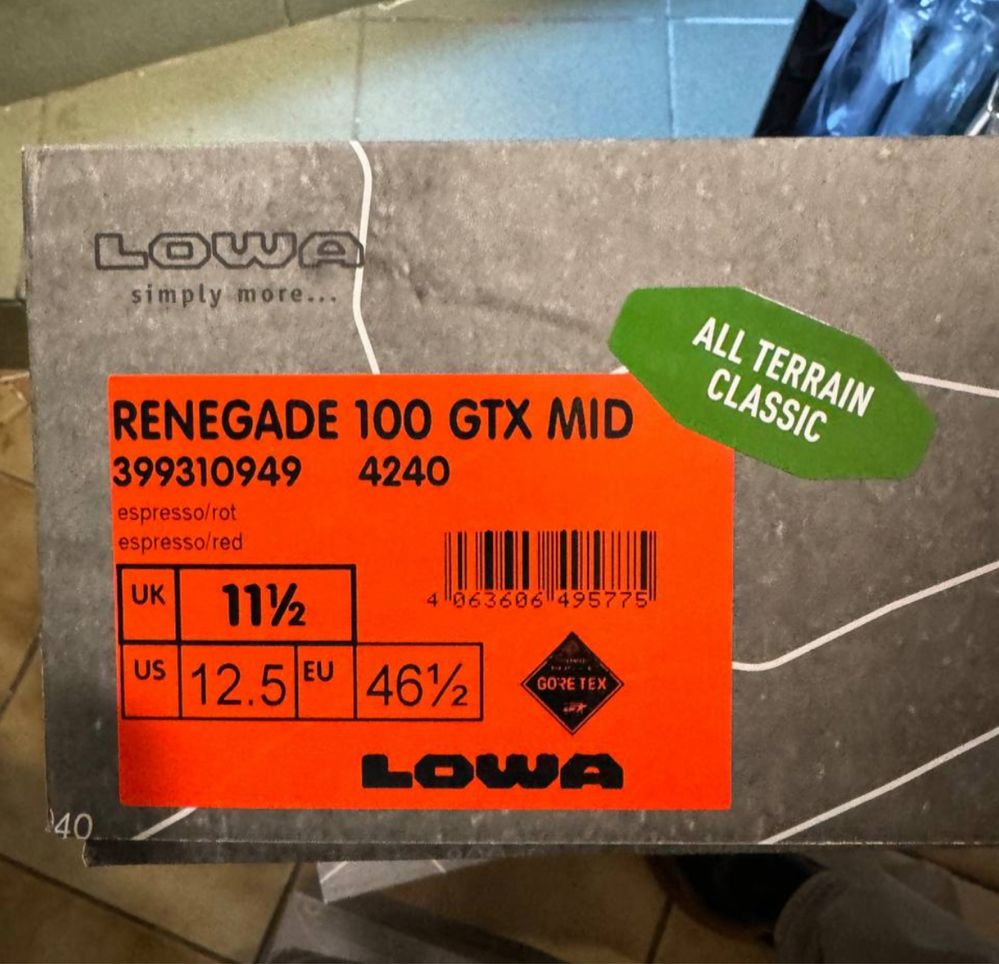 LOWA
simply more...
ALL TERRAIN
CLASSIC
RENEGADE 100 GTX MID
399310949 4240
espresso/rot
espresso/red
UK 11½
4 063606 495775
US 12.5 EU 46½
GORE TEX
LOWA
40